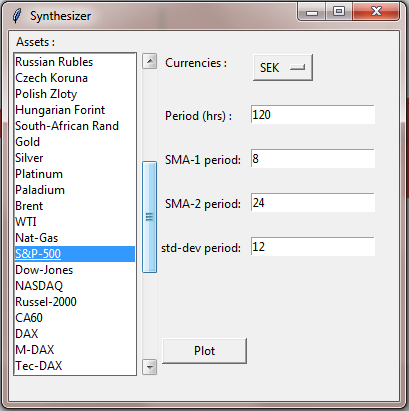 Synthesizer
Assets :
Russian Rubles
Czech Koruna
Polish Zloty
Hungarian Forint
South-African Rand
Gold
Silver
Platinum
Paladium
Brent
WTI
Nat-Gas
S&P-500
Dow-Jones
NASDAQ
Russel-2000
CA60
DAX
M-DAX
Tec-DAX
Currencies : SEK
Period (hrs) : 120
SMA-1 period: 8
SMA-2 period: 24
std-dev period: 12
Plot